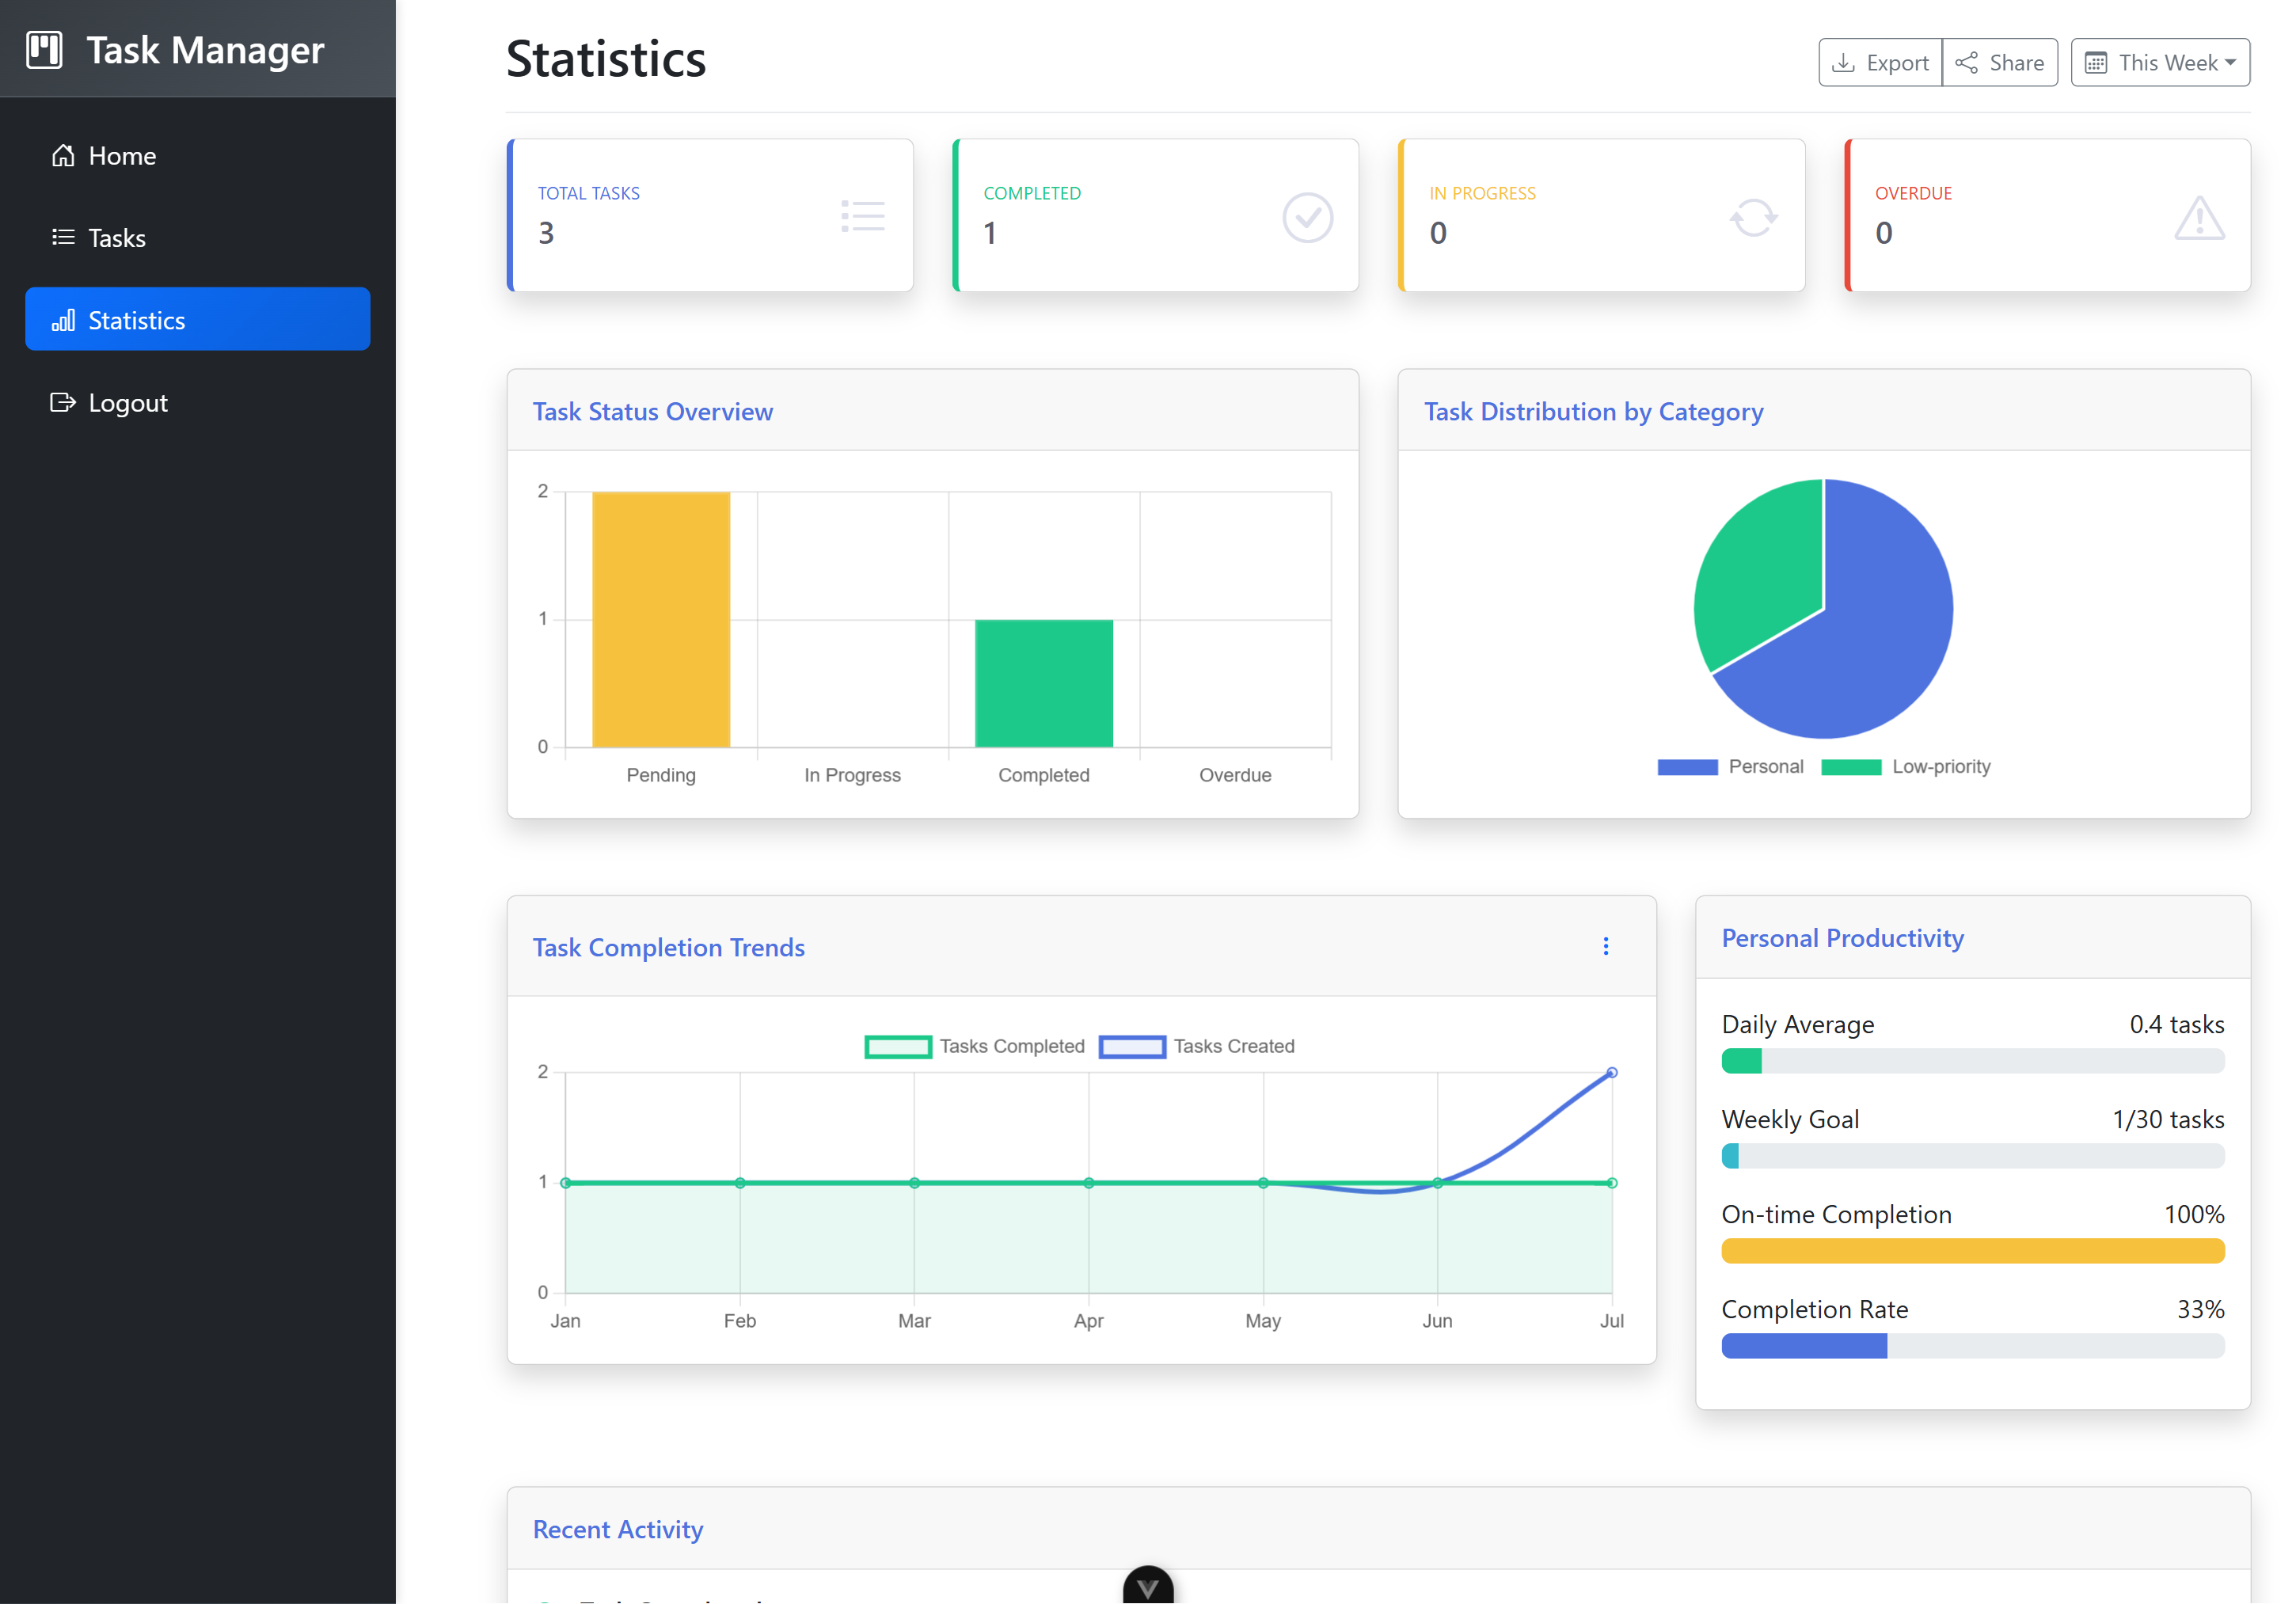 Task Manager
Home
Tasks
Statistics
Logout
Statistics
Export
Share
This Week
TOTAL TASKS
3
COMPLETED
1
IN PROGRESS
0
OVERDUE
0
Task Status Overview
2
1
0
Pending
In Progress
Completed
Overdue
Task Distribution by Category
Personal
Low-priority
Task Completion Trends
Tasks Completed
Tasks Created
2
1
0
Jan
Feb
Mar
Apr
May
Jun
Jul
Personal Productivity
Daily Average 0.4 tasks
Weekly Goal 1/30 tasks
On-time Completion 100%
Completion Rate 33%
Recent Activity